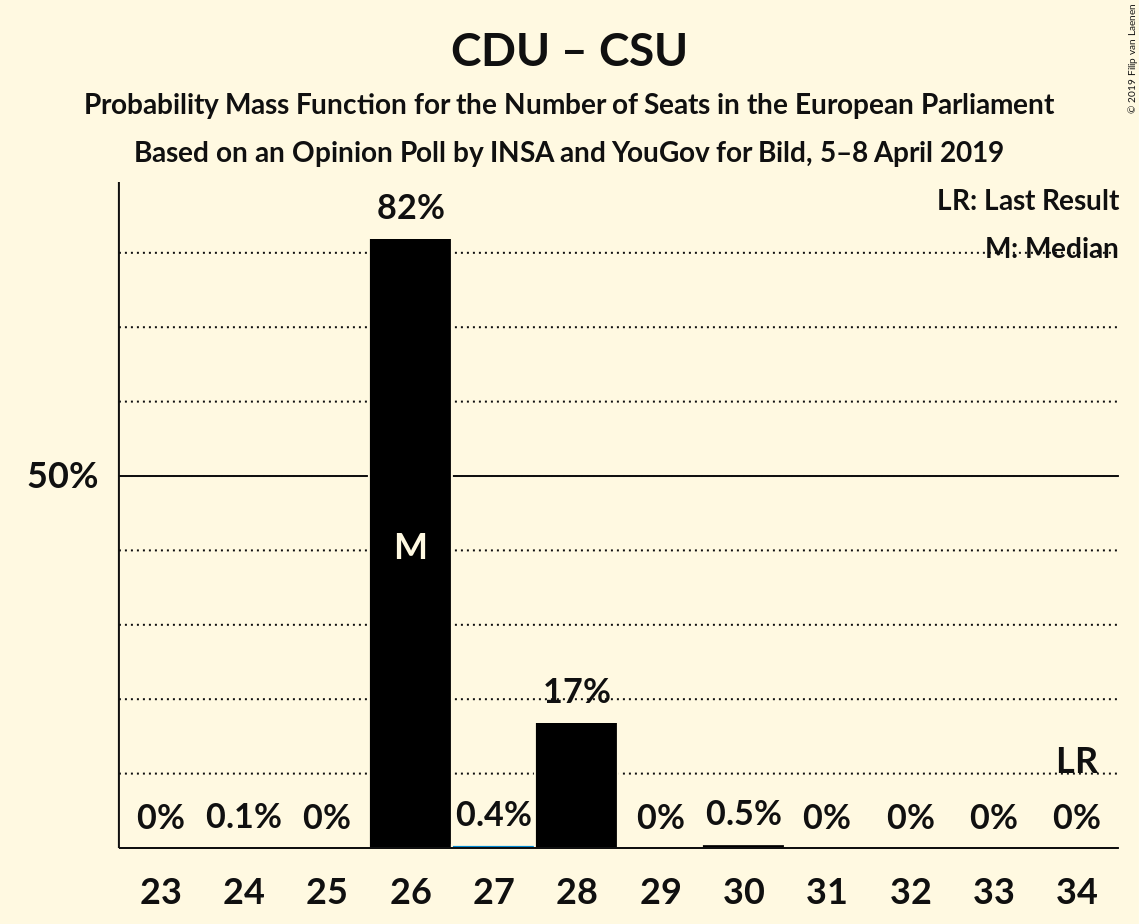 CDU – CSU
Probability Mass Function for the Number of Seats in the European Parliament
Based on an Opinion Poll by INSA and YouGov for Bild, 5–8 April 2019
© 2019 Filip van Laenen
LR: Last Result
M: Median
82%
50%
M
17%
LR
0% 0.1% 0% 0.4% 0% 0.5% 0% 0% 0% 0%
23 24 25 26 27 28 29 30 31 32 33 34